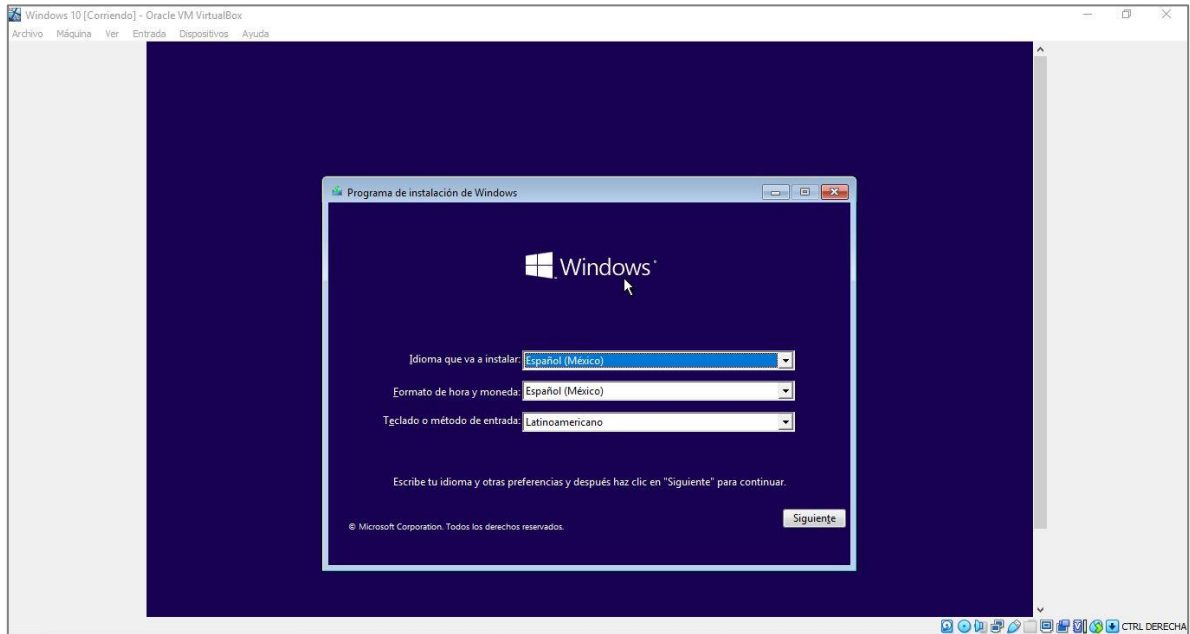 Windows 10 [Corriendo] - Oracle VM VirtualBox
Archivo Máquina Ver Entrada Dispositivos Ayuda
Programa de instalación de Windows
Windows
Idioma que va a instalar: Español (México)
Formato de hora y moneda: Español (México)
Teclado o método de entrada: Latinoamericano
Escribe tu idioma y otras preferencias y después haz clic en "Siguiente" para continuar.
Siguiente
© Microsoft Corporation. Todos los derechos reservados.
CTRL DERECHA